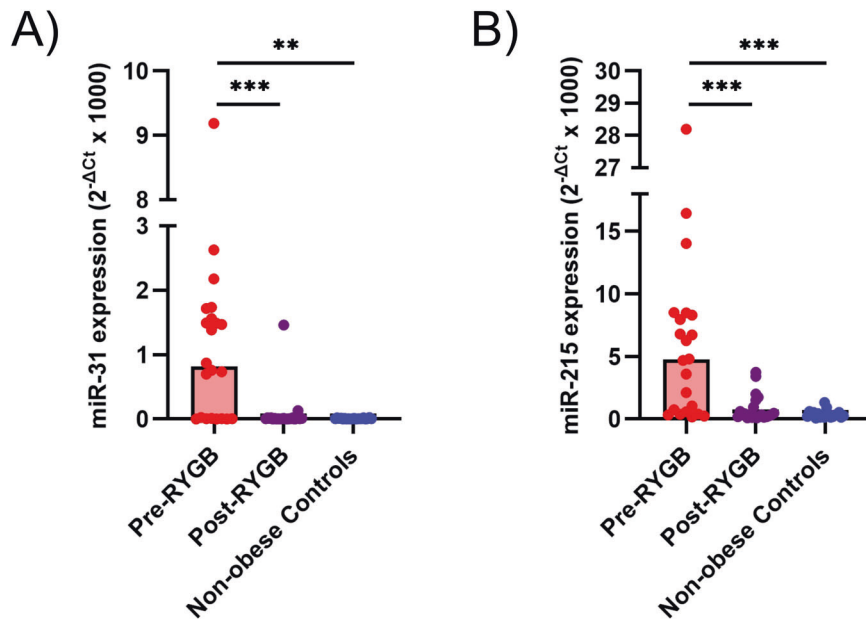 A)
miR-31 expression (2^-ΔCt x 1000)
10
9
8
3
2
1
0
**
***
Pre-RYGB
Post-RYGB
Non-obese Controls
B)
miR-215 expression (2^-ΔCt x 1000)
30
29
28
27
15
10
5
0
***
***
Pre-RYGB
Post-RYGB
Non-obese Controls